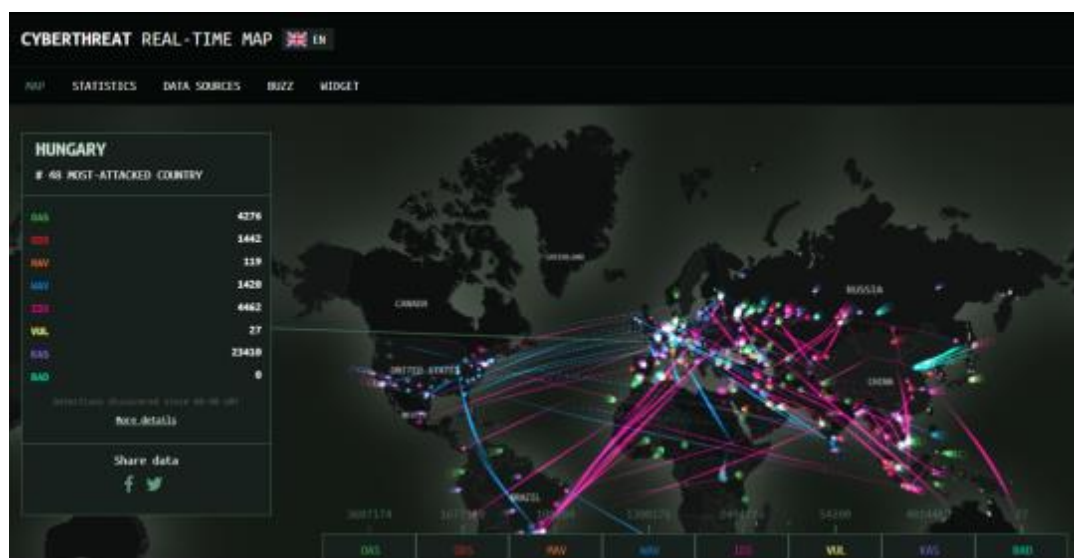 CYBERTHREAT REAL-TIME MAP EN
MAP STATISTICS DATA SOURCES BUZZ WIDGET
HUNGARY
# 48 MOST-ATTACKED COUNTRY
OAS 4276
ODS 1442
MAV 119
WAV 1420
IDS 4462
VUL 27
KAS 23410
BAD 0
More details
Share data
GREENLAND
CANADA
RUSSIA
UNITED STATES
CHINA
BRAZIL
OAS ODS MAV WAV IDS VUL KAS BAD